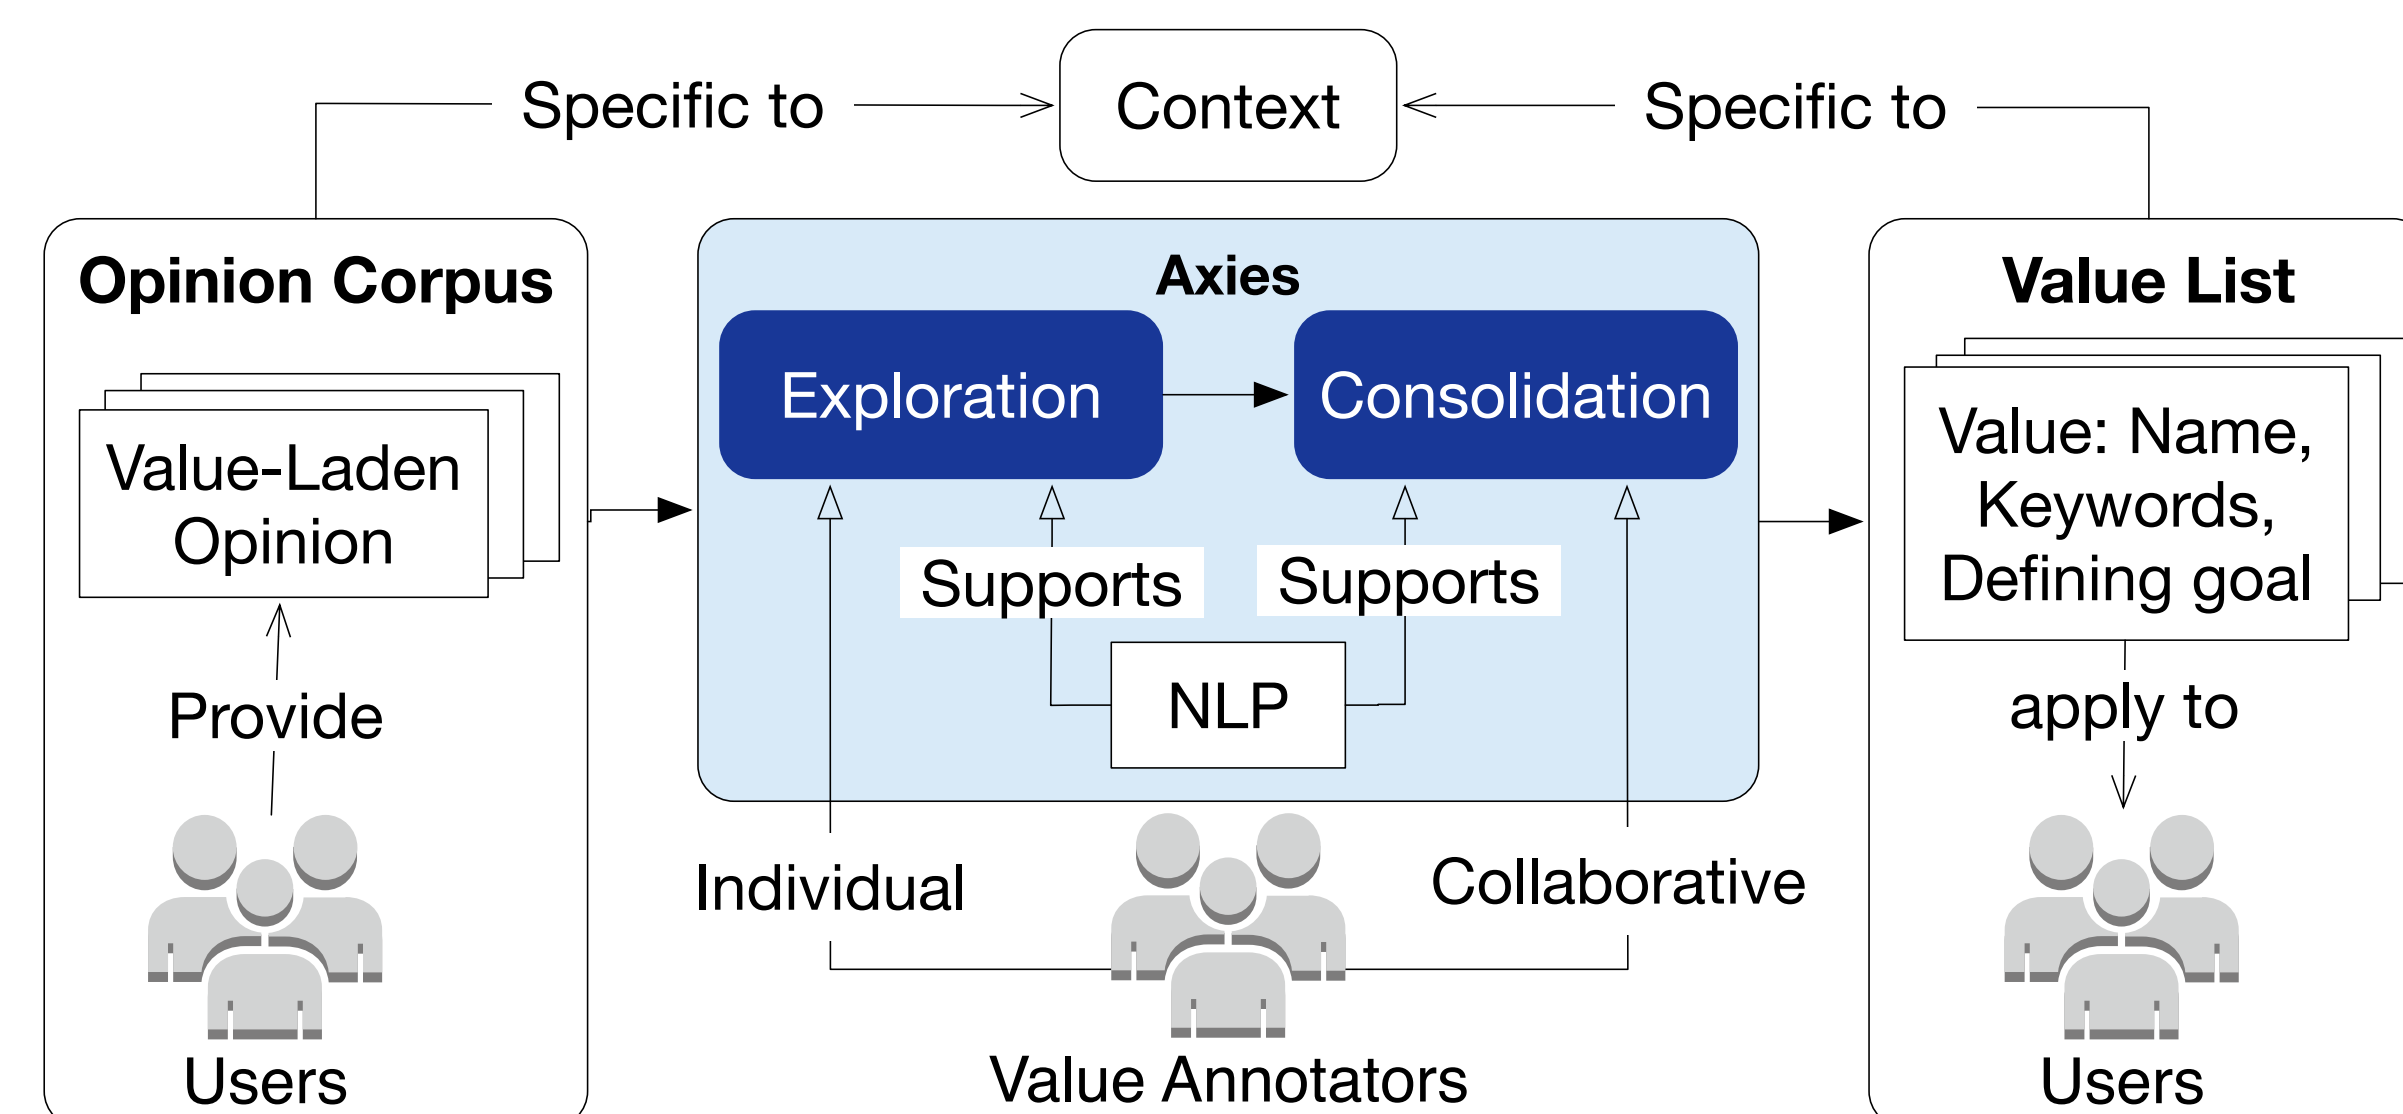 Specific to
Context
Specific to
Opinion Corpus
Value-Laden
Opinion
Provide
Users
Axies
Exploration
Consolidation
Supports
Supports
NLP
Individual
Collaborative
Value Annotators
Value List
Value: Name,
Keywords,
Defining goal
apply to
Users